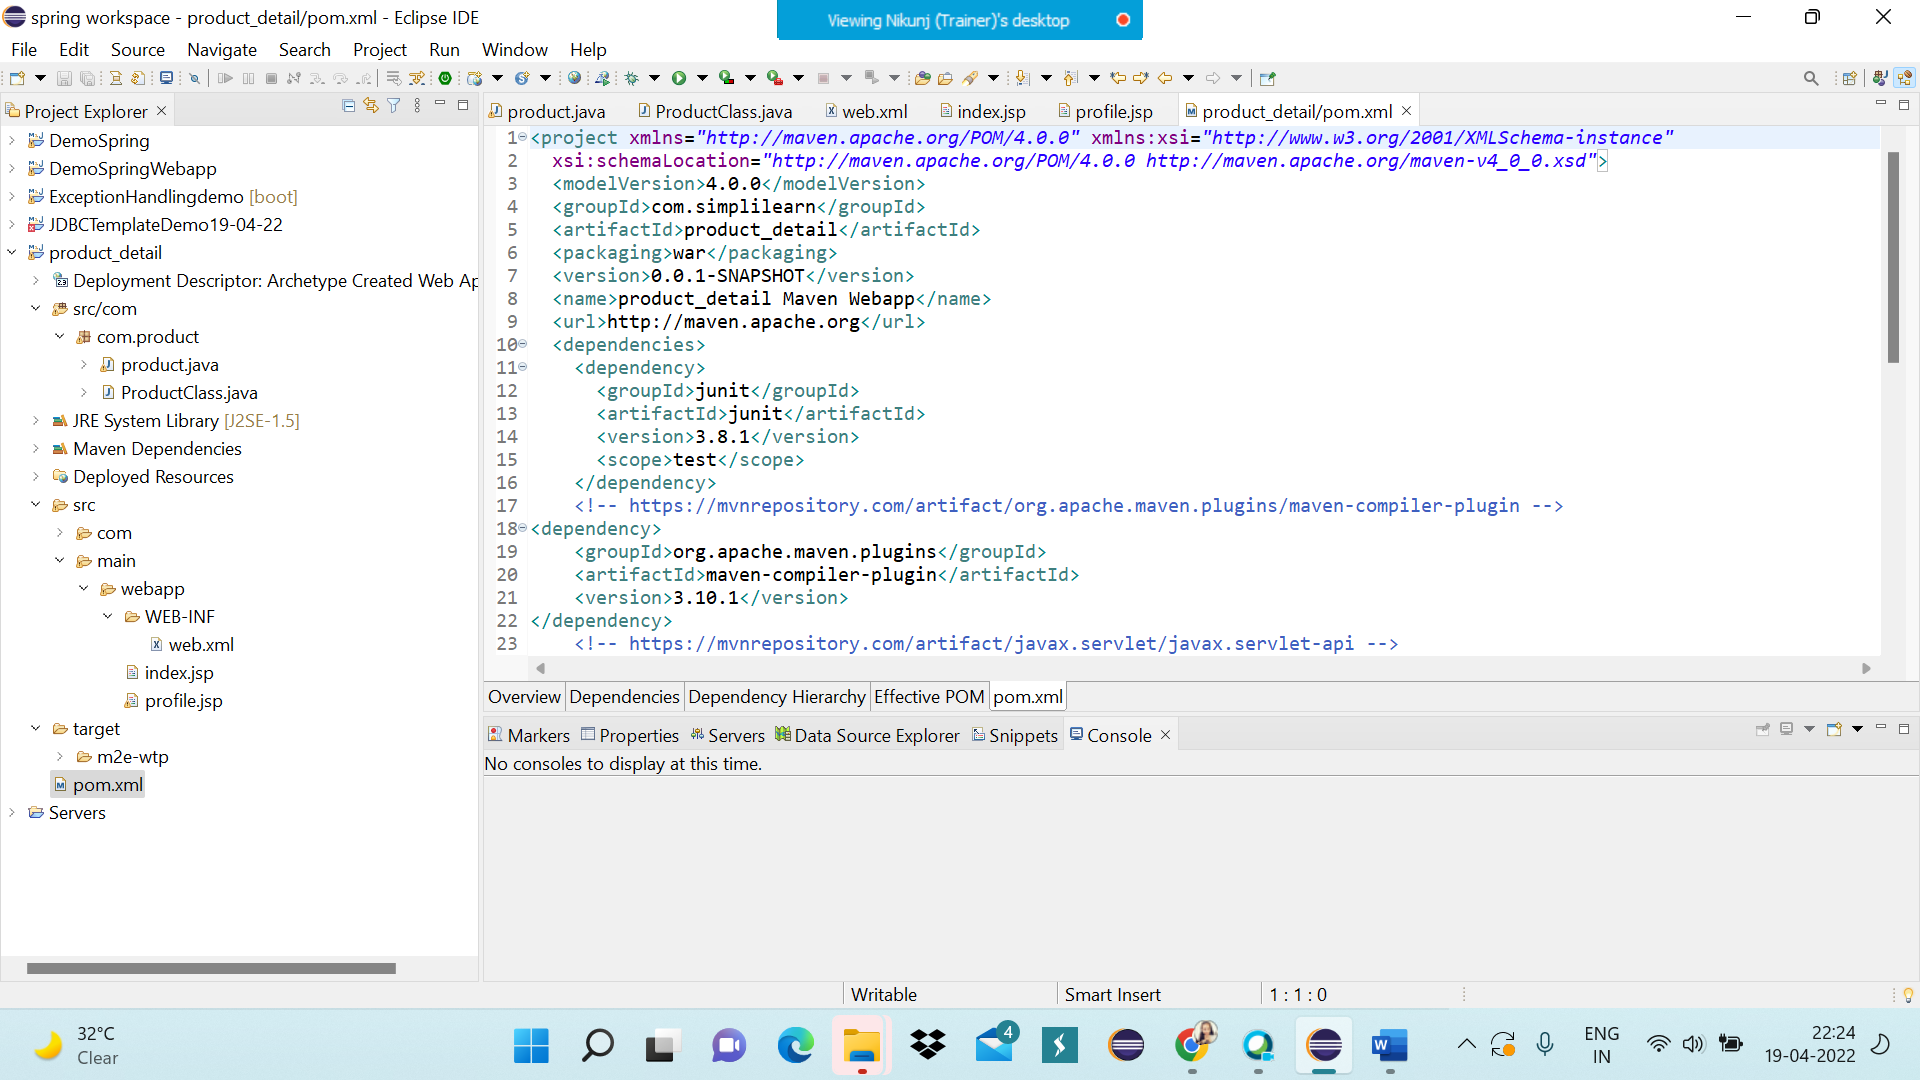 spring workspace - product_detail/pom.xml - Eclipse IDE
Viewing Nikunj (Trainer)'s desktop
File Edit Source Navigate Search Project Run Window Help
Project Explorer
DemoSpring
DemoSpringWebapp
ExceptionHandlingdemo [boot]
JDBCTemplateDemo19-04-22
product_detail
Deployment Descriptor: Archetype Created Web Ap
src/com
com.product
product.java
ProductClass.java
JRE System Library [J2SE-1.5]
Maven Dependencies
Deployed Resources
src
com
main
webapp
WEB-INF
web.xml
index.jsp
profile.jsp
target
m2e-wtp
pom.xml
Servers
product.java ProductClass.java web.xml index.jsp profile.jsp product_detail/pom.xml
1 <project xmlns="http://maven.apache.org/POM/4.0.0" xmlns:xsi="http://www.w3.org/2001/XMLSchema-instance"
2 xsi:schemaLocation="http://maven.apache.org/POM/4.0.0 http://maven.apache.org/maven-v4_0_0.xsd">
3 <modelVersion>4.0.0</modelVersion>
4 <groupId>com.simplilearn</groupId>
5 <artifactId>product_detail</artifactId>
6 <packaging>war</packaging>
7 <version>0.0.1-SNAPSHOT</version>
8 <name>product_detail Maven Webapp</name>
9 <url>http://maven.apache.org</url>
10 <dependencies>
11 <dependency>
12 <groupId>junit</groupId>
13 <artifactId>junit</artifactId>
14 <version>3.8.1</version>
15 <scope>test</scope>
16 </dependency>
17 <!-- https://mvnrepository.com/artifact/org.apache.maven.plugins/maven-compiler-plugin -->
18 <dependency>
19 <groupId>org.apache.maven.plugins</groupId>
20 <artifactId>maven-compiler-plugin</artifactId>
21 <version>3.10.1</version>
22 </dependency>
23 <!-- https://mvnrepository.com/artifact/javax.servlet/javax.servlet-api -->
Overview Dependencies Dependency Hierarchy Effective POM pom.xml
Markers Properties Servers Data Source Explorer Snippets Console
No consoles to display at this time.
Writable Smart Insert 1 : 1 : 0
32°C
Clear
4
ENG
IN
22:24
19-04-2022